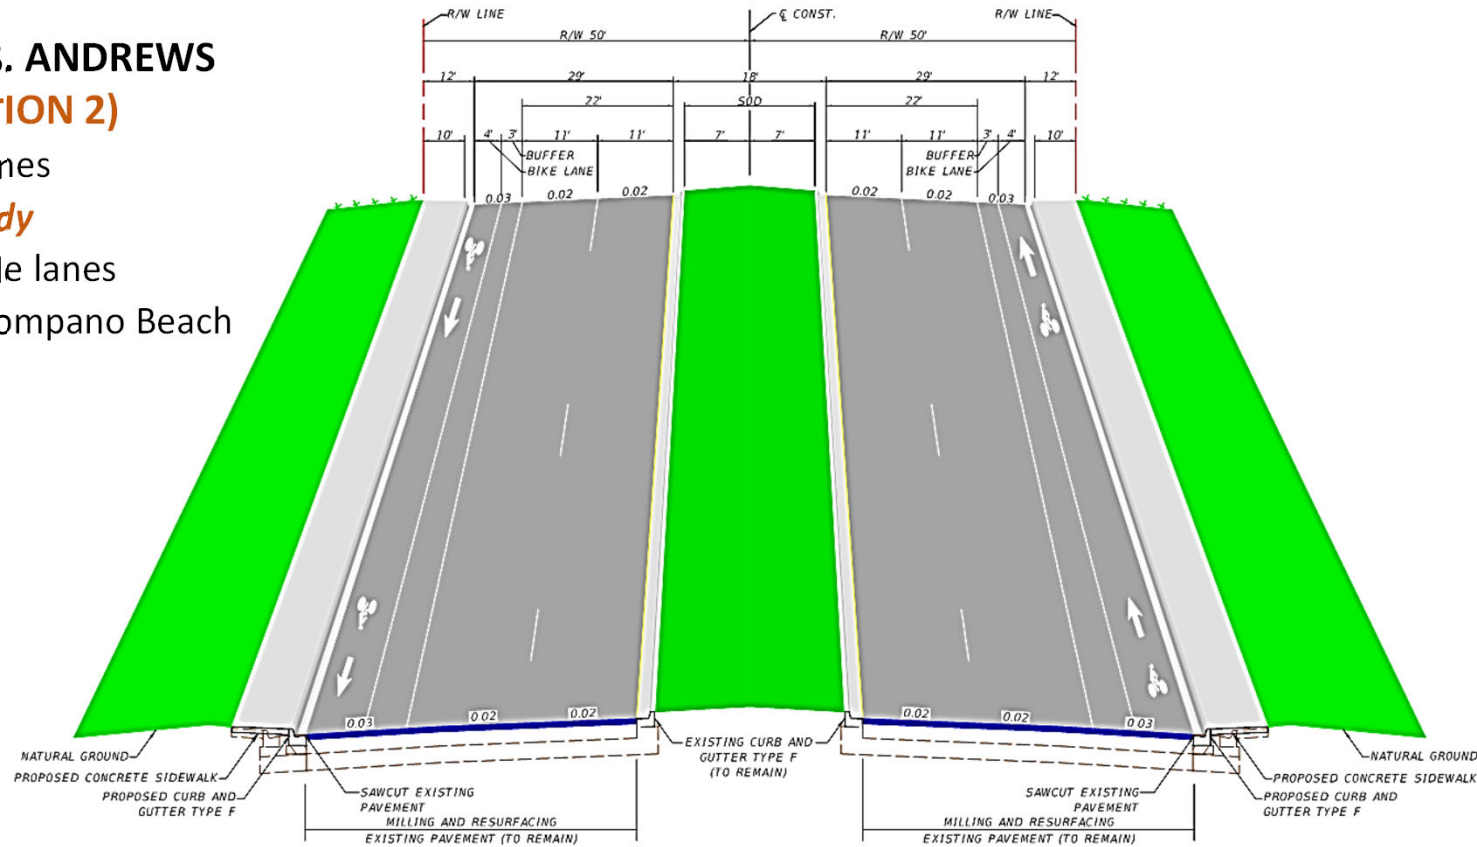 R/W LINE
℄ CONST.
R/W LINE
R/W 50'
R/W 50'
S. ANDREWS
12'
29'
18'
29'
12'
TION 2)
22'
SOD
22'
10'
4'
3'
11'
11'
7'
7'
11'
11'
3'
4'
10'
BUFFER
BIKE LANE
BUFFER
BIKE LANE
nes
0.03
0.02
0.02
0.02
0.02
0.03
dy
le lanes
ompano Beach
0.03
0.02
0.02
0.02
0.02
0.03
NATURAL GROUND
PROPOSED CONCRETE SIDEWALK
PROPOSED CURB AND
GUTTER TYPE F
SAWCUT EXISTING
PAVEMENT
MILLING AND RESURFACING
EXISTING PAVEMENT (TO REMAIN)
EXISTING CURB AND
GUTTER TYPE F
(TO REMAIN)
SAWCUT EXISTING
PAVEMENT
MILLING AND RESURFACING
EXISTING PAVEMENT (TO REMAIN)
NATURAL GROUND
PROPOSED CONCRETE SIDEWALK
PROPOSED CURB AND
GUTTER TYPE F